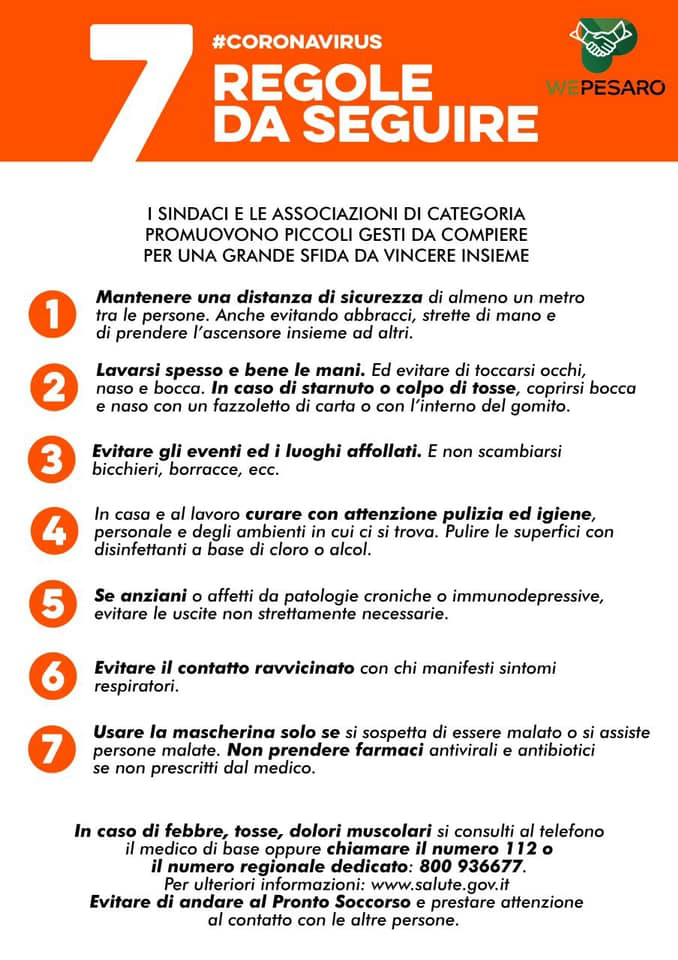 7
#CORONAVIRUS
REGOLE
DA SEGUIRE
WEPESARO
I SINDACI E LE ASSOCIAZIONI DI CATEGORIA
PROMUOVONO PICCOLI GESTI DA COMPIERE
PER UNA GRANDE SFIDA DA VINCERE INSIEME
1 Mantenere una distanza di sicurezza di almeno un metro
tra le persone. Anche evitando abbracci, strette di mano e
di prendere l'ascensore insieme ad altri.
2 Lavarsi spesso e bene le mani. Ed evitare di toccarsi occhi,
naso e bocca. In caso di starnuto o colpo di tosse, coprirsi bocca
e naso con un fazzoletto di carta o con l'interno del gomito.
3 Evitare gli eventi ed i luoghi affollati. E non scambiarsi
bicchieri, borracce, ecc.
4 In casa e al lavoro curare con attenzione pulizia ed igiene,
personale e degli ambienti in cui ci si trova. Pulire le superfici con
disinfettanti a base di cloro o alcol.
5 Se anziani o affetti da patologie croniche o immunodepressive,
evitare le uscite non strettamente necessarie.
6 Evitare il contatto ravvicinato con chi manifesti sintomi
respiratori.
7 Usare la mascherina solo se si sospetta di essere malato o si assiste
persone malate. Non prendere farmaci antivirali e antibiotici
se non prescritti dal medico.
In caso di febbre, tosse, dolori muscolari si consulti al telefono
il medico di base oppure chiamare il numero 112 o
il numero regionale dedicato: 800 936677.
Per ulteriori informazioni: www.salute.gov.it
Evitare di andare al Pronto Soccorso e prestare attenzione
al contatto con le altre persone.